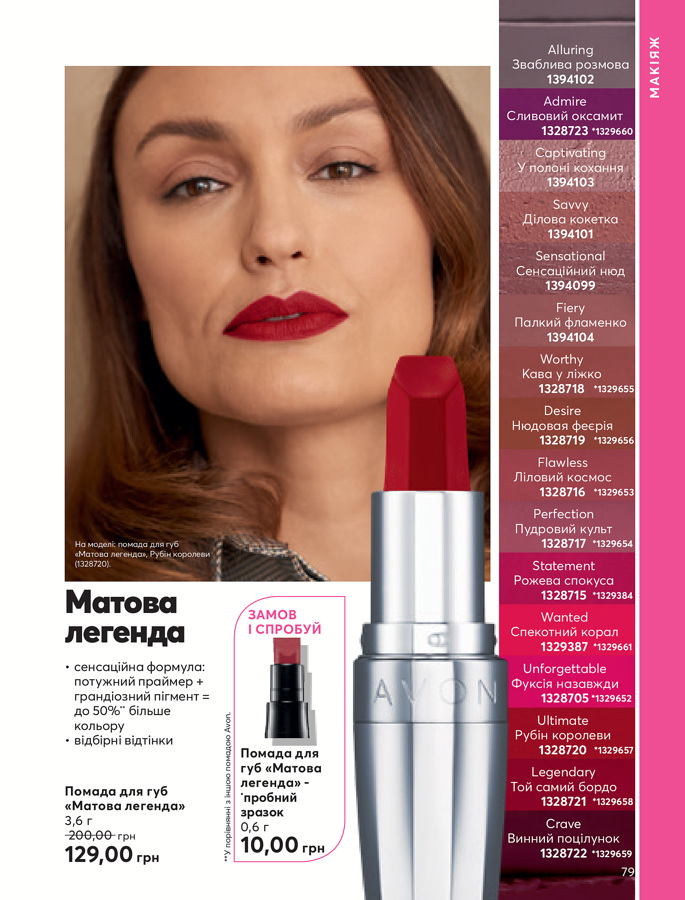 МАКІЯЖ
Alluring
Зваблива розмова
1394102
Admire
Сливовий оксамит
1328723 *1329660
Captivating
У полоні кохання
1394103
Savvy
Ділова кокетка
1394101
Sensational
Сенсаційний нюд
1394099
Fiery
Палкий фламенко
1394104
Worthy
Кава у ліжко
1328718 *1329655
Desire
Нюдовая феєрія
1328719 *1329656
Flawless
Ліловий космос
1328716 *1329653
Perfection
Пудровий культ
1328717 *1329654
Statement
Рожева спокуса
1328715 *1329384
Wanted
Спекотний корал
1329387 *1329661
Unforgettable
Фуксія назавжди
1328705 *1329652
Ultimate
Рубін королеви
1328720 *1329657
Legendary
Той самий бордо
1328721 *1329658
Crave
Винний поцілунок
1328722 *1329659
79
На моделі: помада для губ
«Матова легенда», Рубін королеви
(1328720).
Матова
легенда
• сенсаційна формула:
потужний праймер +
грандіозний пігмент =
до 50%** більше
кольору
• відбірні відтінки
Помада для губ
«Матова легенда»
3,6 г
200,00 грн
129,00 грн
ЗАМОВ
І СПРОБУЙ
Помада для
губ «Матова
легенда» -
*пробний
зразок
0,6 г
10,00 грн
**У порівнянні з іншою помадою Avon.
AVON